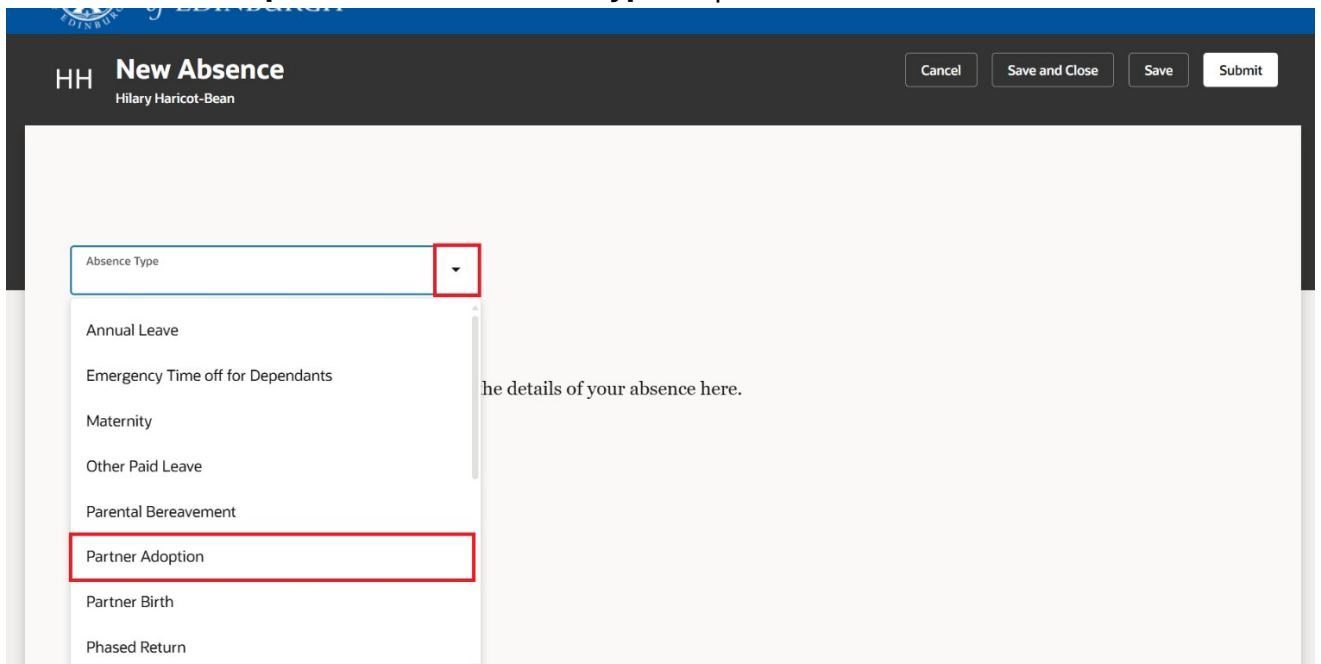 HH New Absence
Hilary Haricot-Bean
Cancel Save and Close Save Submit
Absence Type
Annual Leave
Emergency Time off for Dependants
he details of your absence here.
Maternity
Other Paid Leave
Parental Bereavement
Partner Adoption
Partner Birth
Phased Return